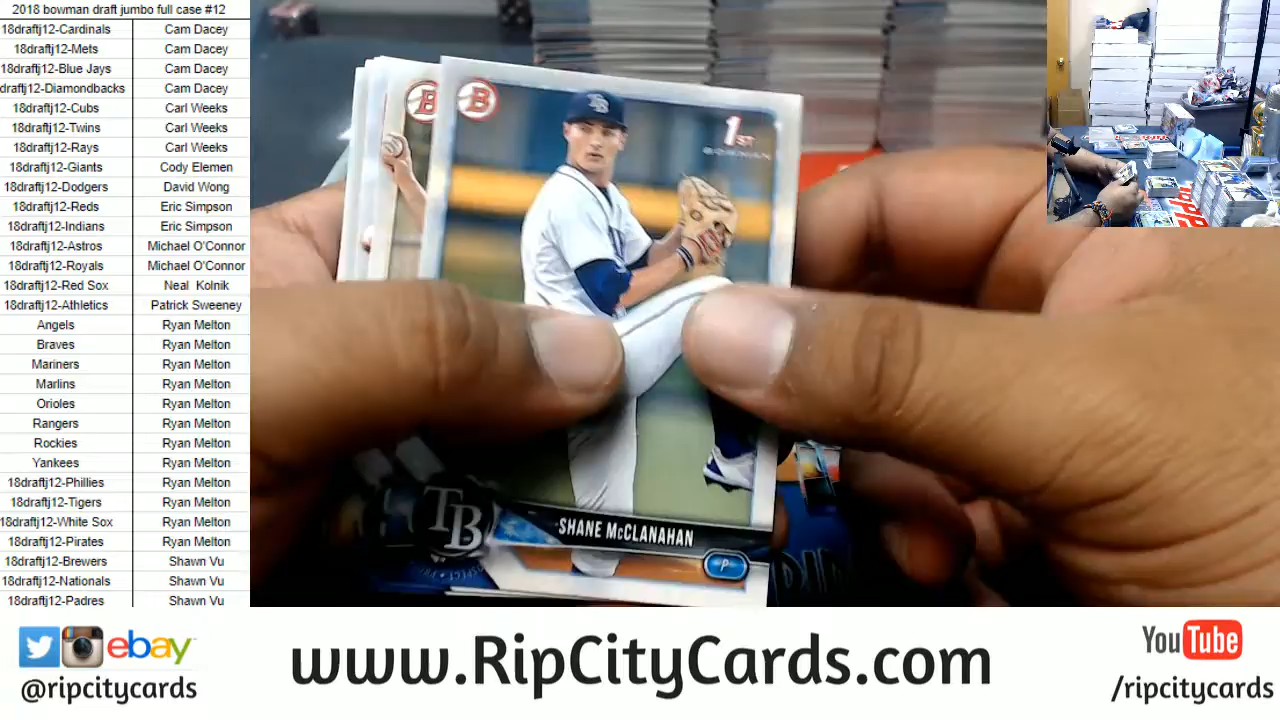 2018 bowman draft jumbo full case #12
18draftj12-Cardinals Cam Dacey
18draftj12-Mets Cam Dacey
18draftj12-Blue Jays Cam Dacey
draftj12-Diamondbacks Cam Dacey
18draftj12-Cubs Carl Weeks
18draftj12-Twins Carl Weeks
18draftj12-Rays Carl Weeks
18draftj12-Giants Cody Elemen
18draftj12-Dodgers David Wong
18draftj12-Reds Eric Simpson
18draftj12-Indians Eric Simpson
18draftj12-Astros Michael O'Connor
18draftj12-Royals Michael O'Connor
18draftj12-Red Sox Neal Kolnik
18draftj12-Athletics Patrick Sweeney
Angels Ryan Melton
Braves Ryan Melton
Mariners Ryan Melton
Marlins Ryan Melton
Orioles Ryan Melton
Rangers Ryan Melton
Rockies Ryan Melton
Yankees Ryan Melton
18draftj12-Phillies Ryan Melton
18draftj12-Tigers Ryan Melton
18draftj12-White Sox Ryan Melton
18draftj12-Pirates Ryan Melton
18draftj12-Brewers Shawn Vu
18draftj12-Nationals Shawn Vu
18draftj12-Padres Shawn Vu
B
B
TB
1ST
BOWMAN
TB
SHANE McCLANAHAN
P
ebay
@ripcitycards
www.RipCityCards.com
YouTube
/ripcitycards